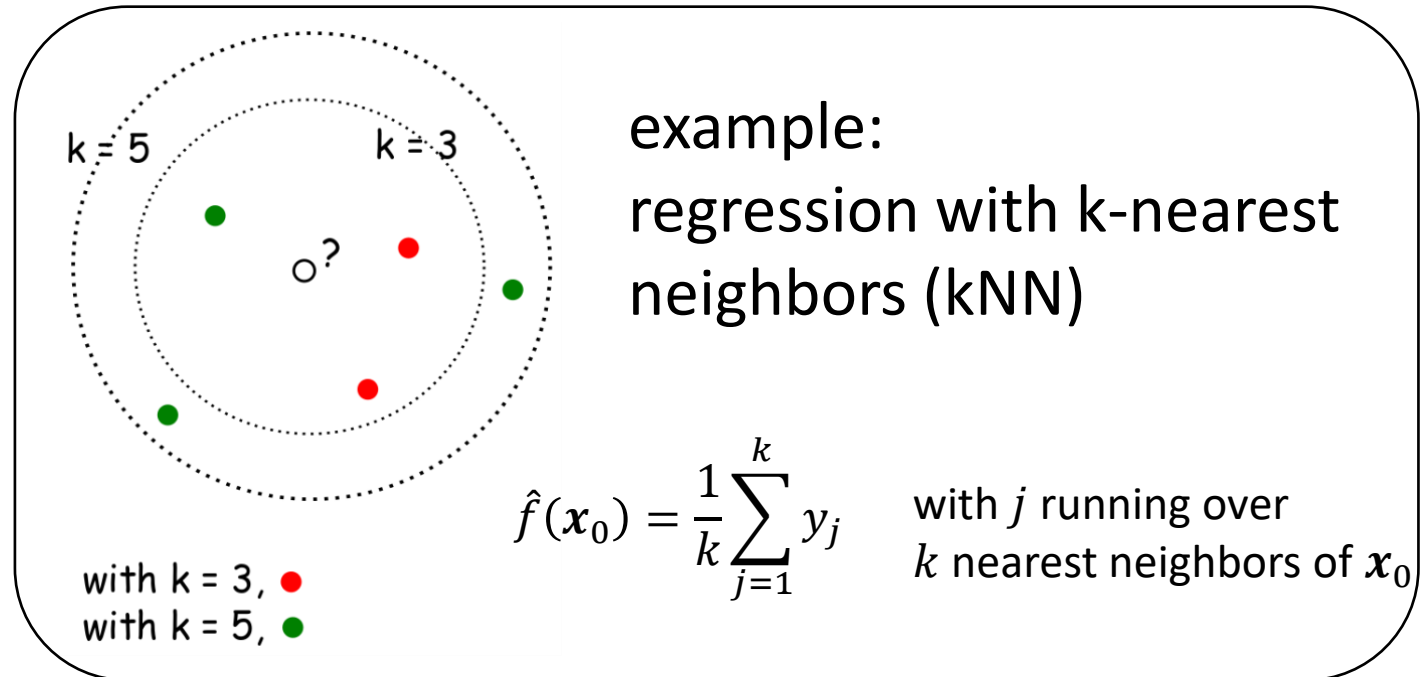 k = 5
k = 3
?
example:
regression with k-nearest
neighbors (kNN)
f̂(𝒙₀) = 1/k ∑_{j=1}^{k} y_j
with j running over
k nearest neighbors of 𝒙₀
with k = 3,
with k = 5,